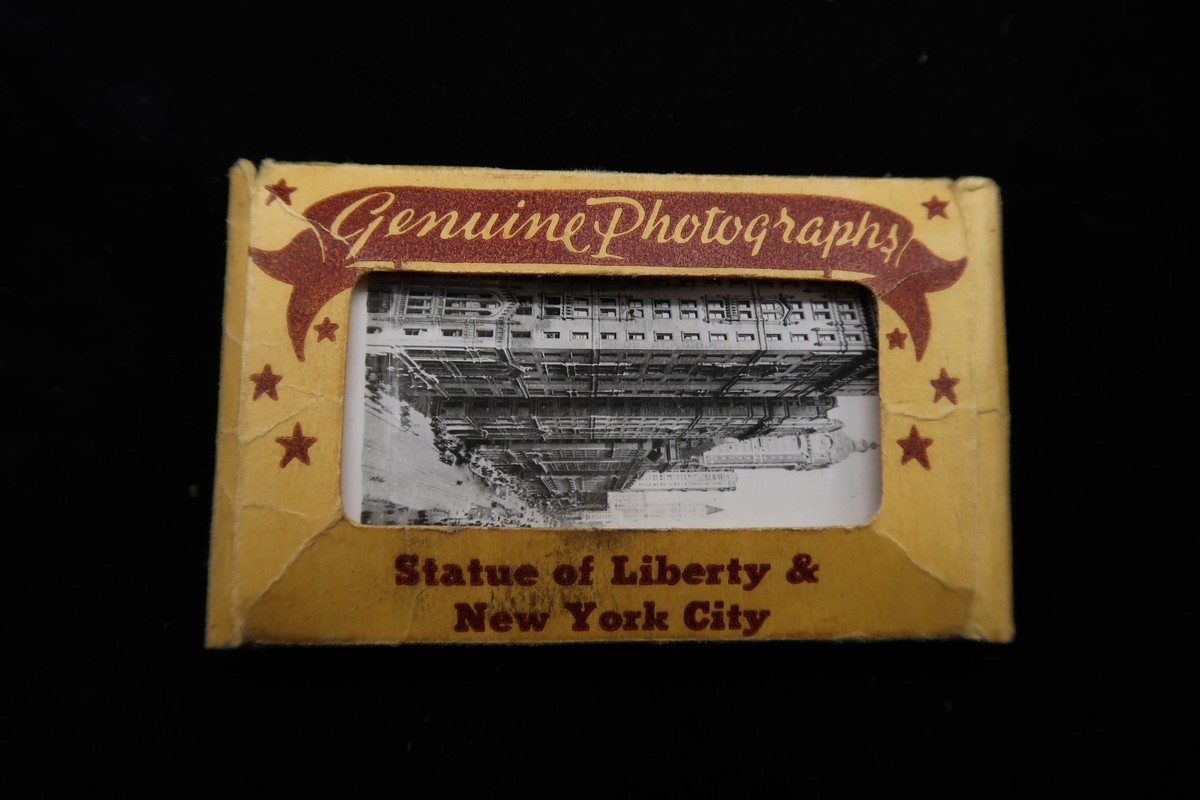 Genuine Photographs
Statue of Liberty &
New York City